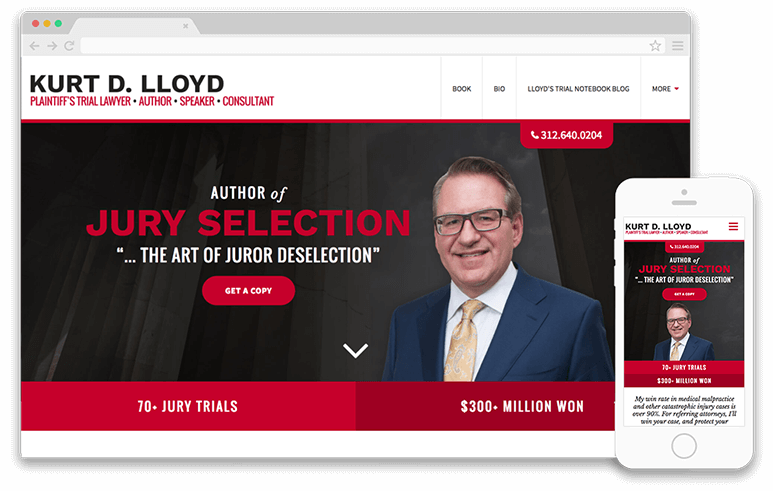 KURT D. LLOYD
PLAINTIFF'S TRIAL LAWYER • AUTHOR • SPEAKER • CONSULTANT
BOOK
BIO
LLOYD'S TRIAL NOTEBOOK BLOG
MORE
312.640.0204
AUTHOR of
JURY SELECTION
“... THE ART OF JUROR DESELECTION”
GET A COPY
70+ JURY TRIALS
$300+ MILLION WON
KURT D. LLOYD
PLAINTIFF'S TRIAL LAWYER • AUTHOR • SPEAKER • CONSULTANT
312.640.0204
AUTHOR of
JURY SELECTION
“... THE ART OF JUROR DESELECTION”
GET A COPY
70+ JURY TRIALS
$300+ MILLION WON
My win rate in medical malpractice
and other catastrophic injury cases is
over 90%. For referring attorneys, I'll
win your case, and protect your